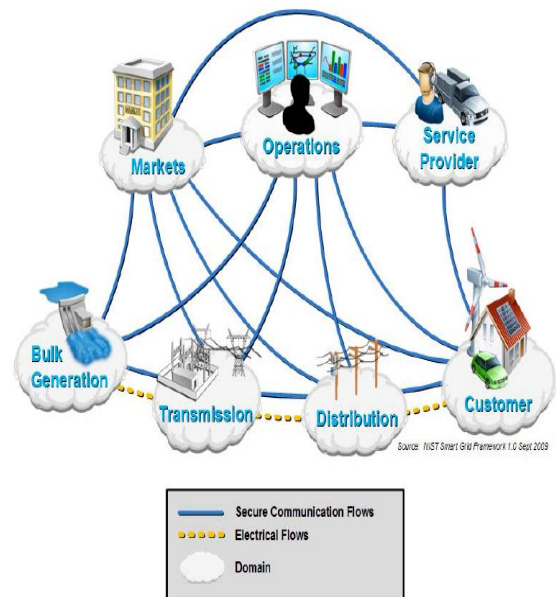 Markets
Operations
Service
Provider
Bulk
Generation
Transmission
Distribution
Customer
Source: NIST Smart Grid Framework 1.0 Sept 2009
Secure Communication Flows
Electrical Flows
Domain